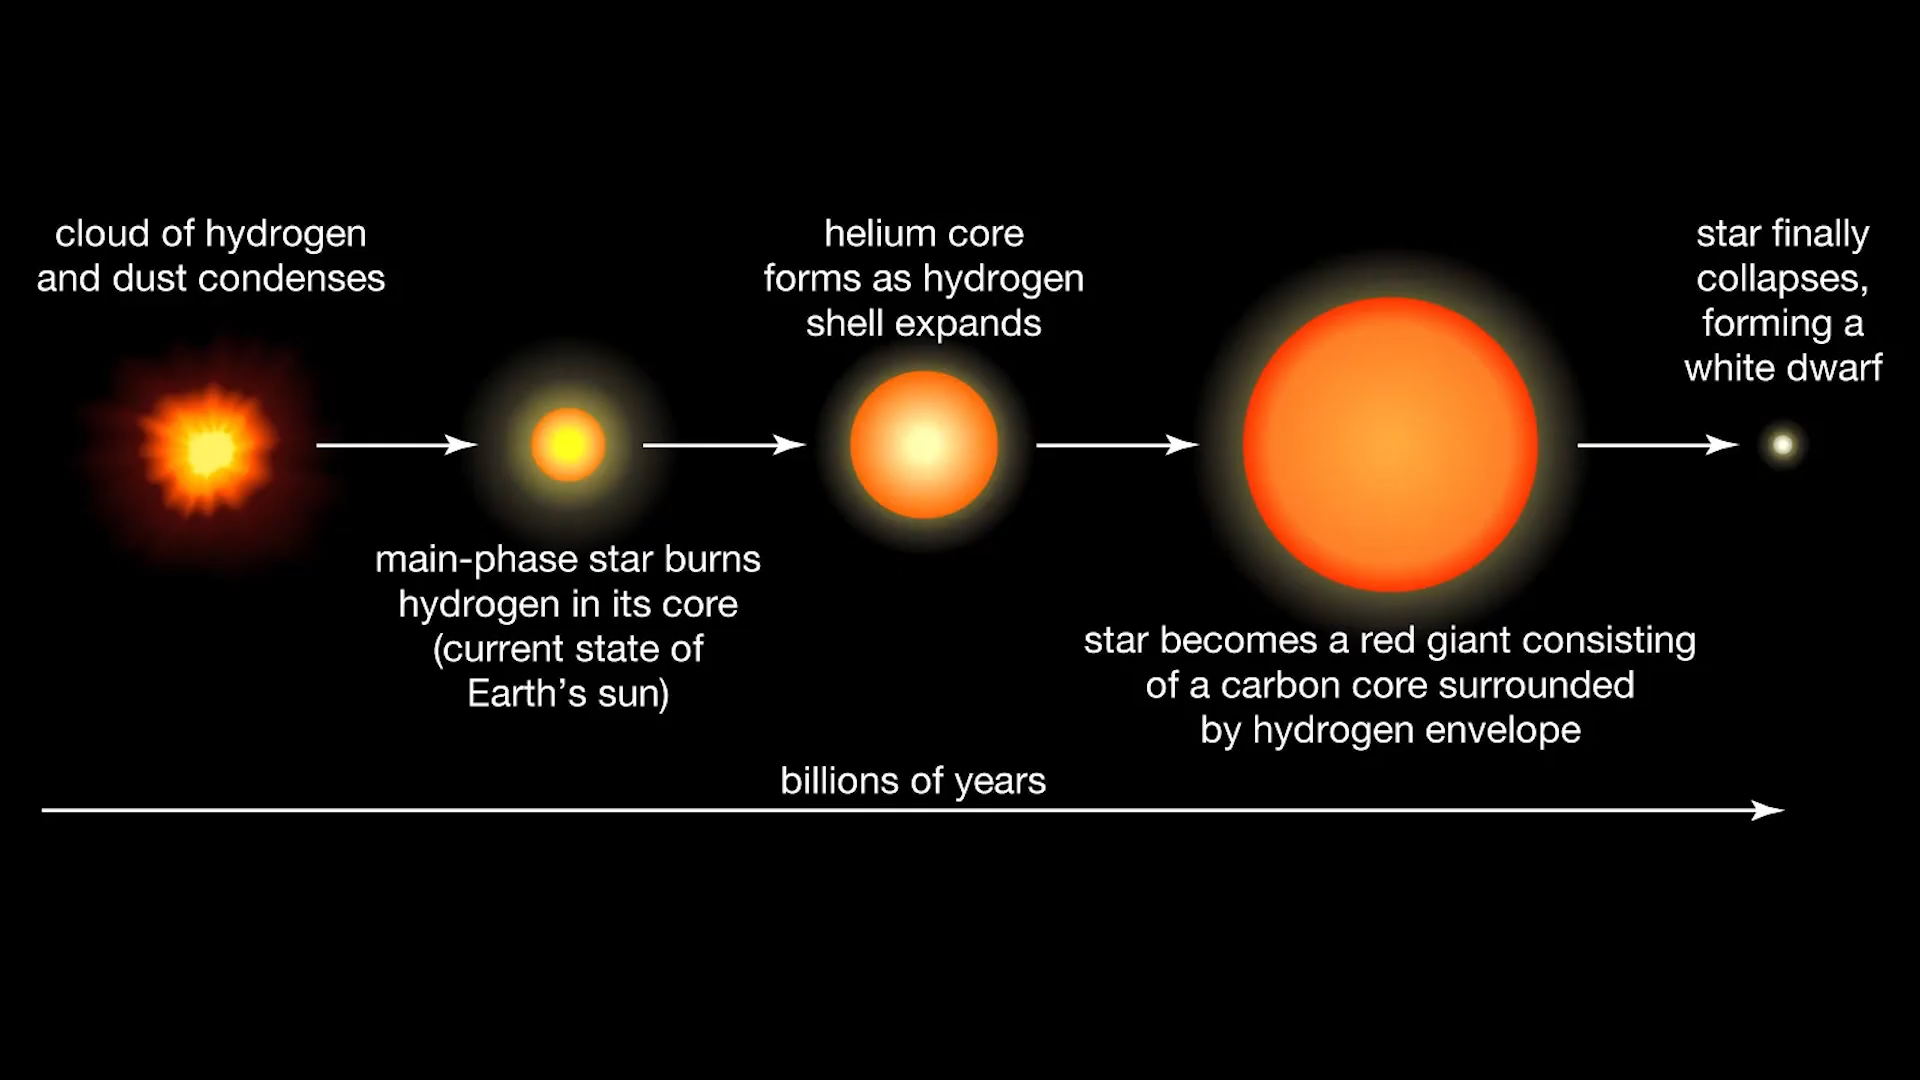 cloud of hydrogen
and dust condenses
main-phase star burns
hydrogen in its core
(current state of
Earth’s sun)
helium core
forms as hydrogen
shell expands
star becomes a red giant consisting
of a carbon core surrounded
by hydrogen envelope
star finally
collapses,
forming a
white dwarf
billions of years